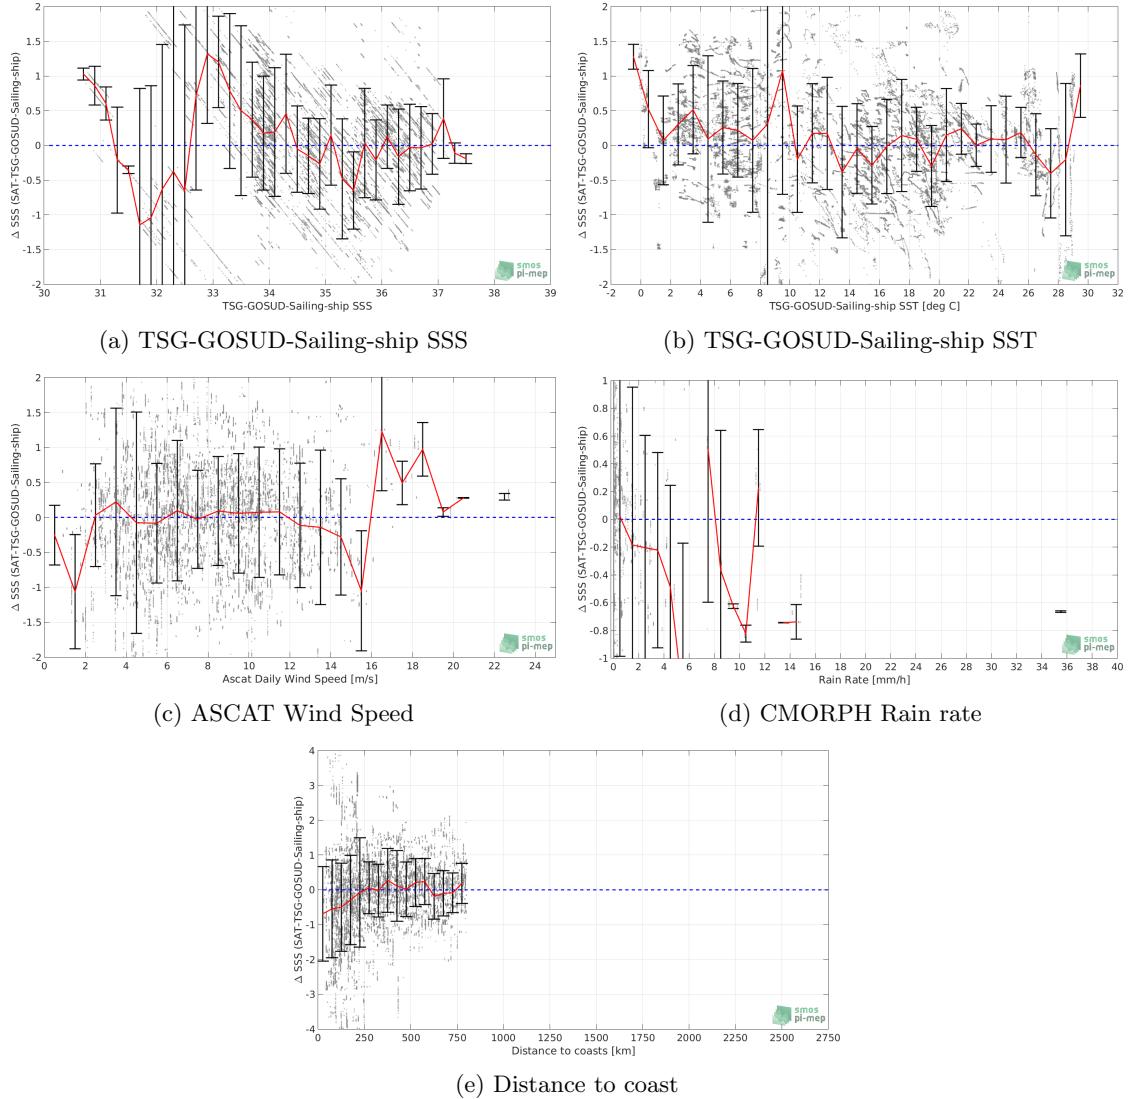 2
1.5
1
0.5
0
-0.5
-1
-1.5
-2
Δ SSS (SAT-TSG-GOSUD-Sailing-ship)
30 31 32 33 34 35 36 37 38 39
TSG-GOSUD-Sailing-ship SSS
smos
pi-mep
(a) TSG-GOSUD-Sailing-ship SSS
2
1.5
1
0.5
0
-0.5
-1
-1.5
-2
Δ SSS (SAT-TSG-GOSUD-Sailing-ship)
-2 0 2 4 6 8 10 12 14 16 18 20 22 24 26 28 30 32
TSG-GOSUD-Sailing-ship SST [deg C]
smos
pi-mep
(b) TSG-GOSUD-Sailing-ship SST
2
1.5
1
0.5
0
-0.5
-1
-1.5
-2
Δ SSS (SAT-TSG-GOSUD-Sailing-ship)
0 2 4 6 8 10 12 14 16 18 20 22 24
Ascat Daily Wind Speed [m/s]
smos
pi-mep
(c) ASCAT Wind Speed
1
0.8
0.6
0.4
0.2
0
-0.2
-0.4
-0.6
-0.8
-1
Δ SSS (SAT-TSG-GOSUD-Sailing-ship)
0 2 4 6 8 10 12 14 16 18 20 22 24 26 28 30 32 34 36 38 40
Rain Rate [mm/h]
smos
pi-mep
(d) CMORPH Rain rate
4
3
2
1
0
-1
-2
-3
-4
Δ SSS (SAT-TSG-GOSUD-Sailing-ship)
0 250 500 750 1000 1250 1500 1750 2000 2250 2500 2750
Distance to coasts [km]
smos
pi-mep
(e) Distance to coast